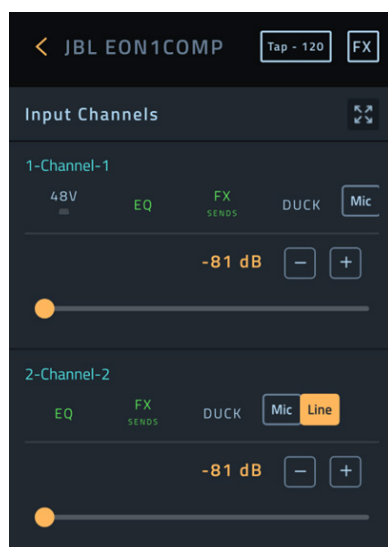 JBL EON1COMP Tap - 120 FX
Input Channels
1-Channel-1
48V EQ FX SENDS DUCK Mic
-81 dB − +
2-Channel-2
EQ FX SENDS DUCK Mic Line
-81 dB − +